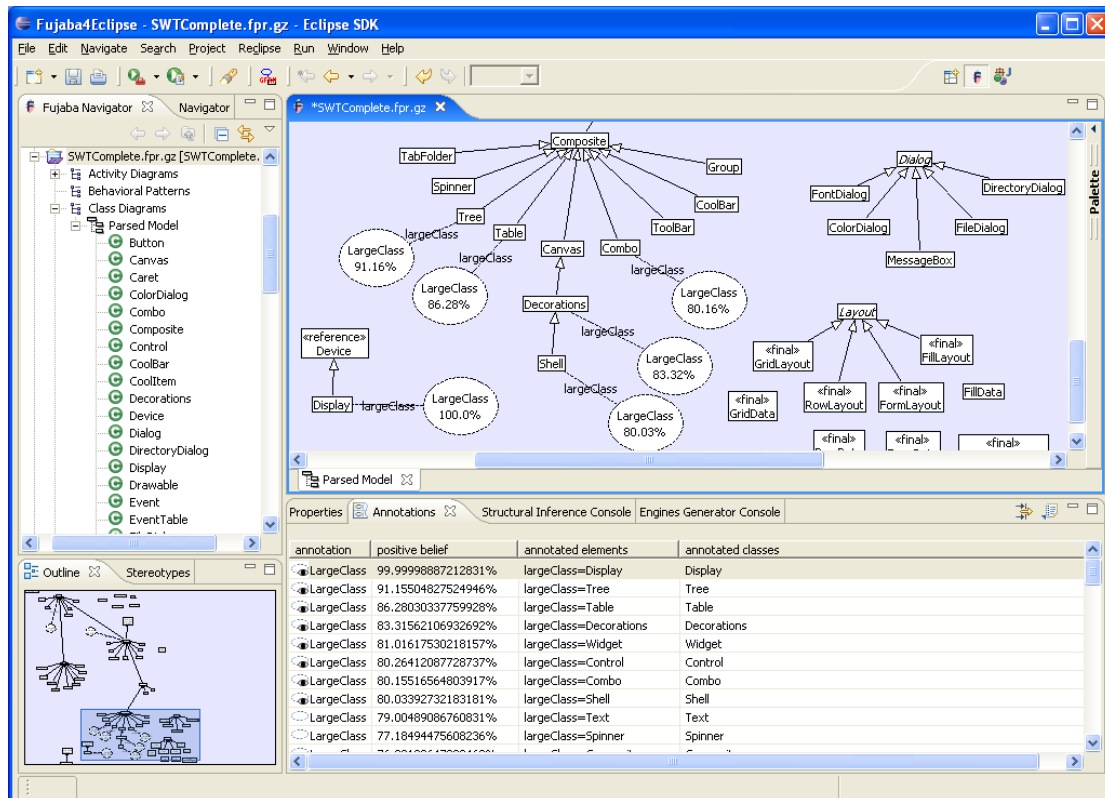 Fujaba4Eclipse - SWTComplete.fpr.gz - Eclipse SDK
File Edit Navigate Search Project Reclipse Run Window Help
Fujaba Navigator
Navigator
SWTComplete.fpr.gz [SWTComplete.
Activity Diagrams
Behavioral Patterns
Class Diagrams
Parsed Model
Button
Canvas
Caret
ColorDialog
Combo
Composite
Control
CoolBar
CoolItem
Decorations
Device
Dialog
DirectoryDialog
Display
Drawable
Event
EventTable
Outline
Stereotypes
*SWTComplete.fpr.gz
Composite
TabFolder
Group
Spinner
CoolBar
Tree
ToolBar
Table
largeClass
Canvas
Combo
LargeClass
91.16%
largeClass
LargeClass
86.28%
largeClass
LargeClass
80.16%
Decorations
largeClass
LargeClass
83.32%
«reference»
Device
Shell
largeClass
LargeClass
80.03%
Display
largeClass
LargeClass
100.0%
Dialog
FontDialog
DirectoryDialog
ColorDialog
FileDialog
MessageBox
Layout
«final»
GridLayout
«final»
FillLayout
«final»
RowLayout
«final»
FormLayout
«final»
GridData
FillData
«final»
«final»
«final»
Palette
Parsed Model
Properties
Annotations
Structural Inference Console
Engines Generator Console
annotation positive belief annotated elements annotated classes
LargeClass 99.99998887212831% largeClass=Display Display
LargeClass 91.15504827524946% largeClass=Tree Tree
LargeClass 86.28030337759928% largeClass=Table Table
LargeClass 83.31562106932692% largeClass=Decorations Decorations
LargeClass 81.01617530218157% largeClass=Widget Widget
LargeClass 80.26412087728737% largeClass=Control Control
LargeClass 80.15516564803917% largeClass=Combo Combo
LargeClass 80.03392732183181% largeClass=Shell Shell
LargeClass 79.00489086760831% largeClass=Text Text
LargeClass 77.18494475608236% largeClass=Spinner Spinner